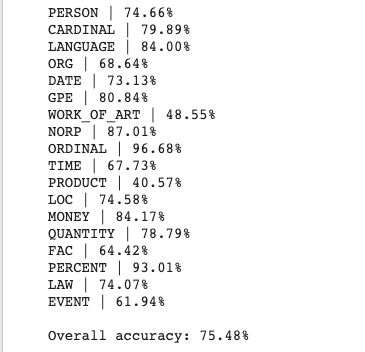 PERSON | 74.66%
CARDINAL | 79.89%
LANGUAGE | 84.00%
ORG | 68.64%
DATE | 73.13%
GPE | 80.84%
WORK_OF_ART | 48.55%
NORP | 87.01%
ORDINAL | 96.68%
TIME | 67.73%
PRODUCT | 40.57%
LOC | 74.58%
MONEY | 84.17%
QUANTITY | 78.79%
FAC | 64.42%
PERCENT | 93.01%
LAW | 74.07%
EVENT | 61.94%
Overall accuracy: 75.48%